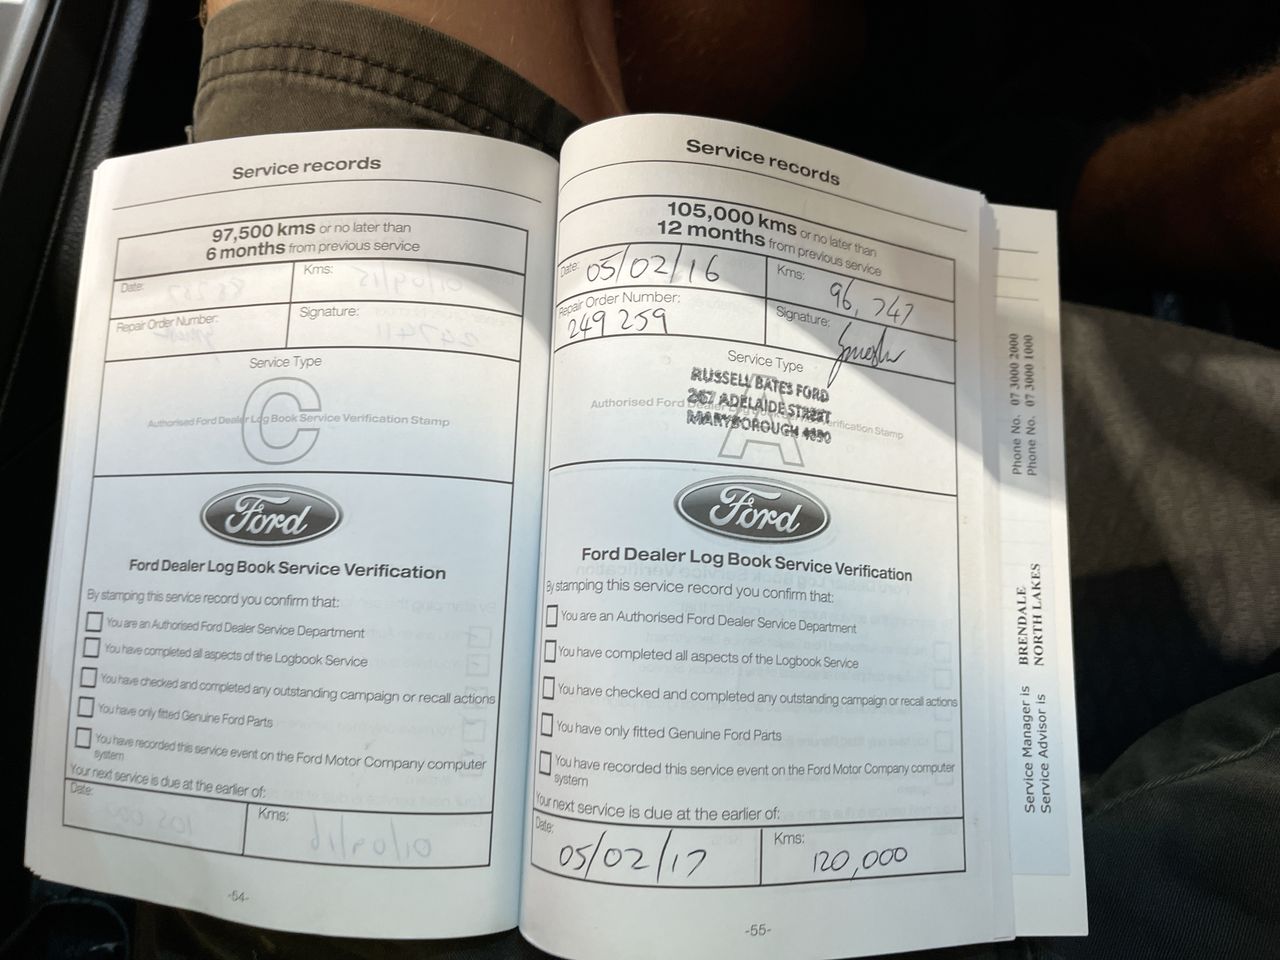 Service records
97,500 kms or no later than
6 months from previous service
Date:
Kms:
Repair Order Number:
Signature:
Service Type
C
Authorised Ford Dealer Log Book Service Verification Stamp
Ford
Ford Dealer Log Book Service Verification
By stamping this service record you confirm that:
You are an Authorised Ford Dealer Service Department
You have completed all aspects of the Logbook Service
You have checked and completed any outstanding campaign or recall actions
You have only fitted Genuine Ford Parts
You have recorded this service event on the Ford Motor Company computer
system
Your next service is due at the earlier of:
Date:
Kms:
-54-
Service records
105,000 kms or no later than
12 months from previous service
Date: 05/02/16
Kms: 96,747
Repair Order Number:
249 259
Signature:
Service Type
RUSSELL BATES FORD
267 ADELAIDE STREET
MARYBOROUGH 4650
Authorised Ford Dealer Log Book Service Verification Stamp
A
Ford
Ford Dealer Log Book Service Verification
By stamping this service record you confirm that:
You are an Authorised Ford Dealer Service Department
You have completed all aspects of the Logbook Service
You have checked and completed any outstanding campaign or recall actions
You have only fitted Genuine Ford Parts
You have recorded this service event on the Ford Motor Company computer
system
Your next service is due at the earlier of:
Date: 05/02/17
Kms: 120,000
-55-
Service Manager is BRENDALE Phone No. 07 3000 2000
Service Advisor is NORTH LAKES Phone No. 07 3000 1000